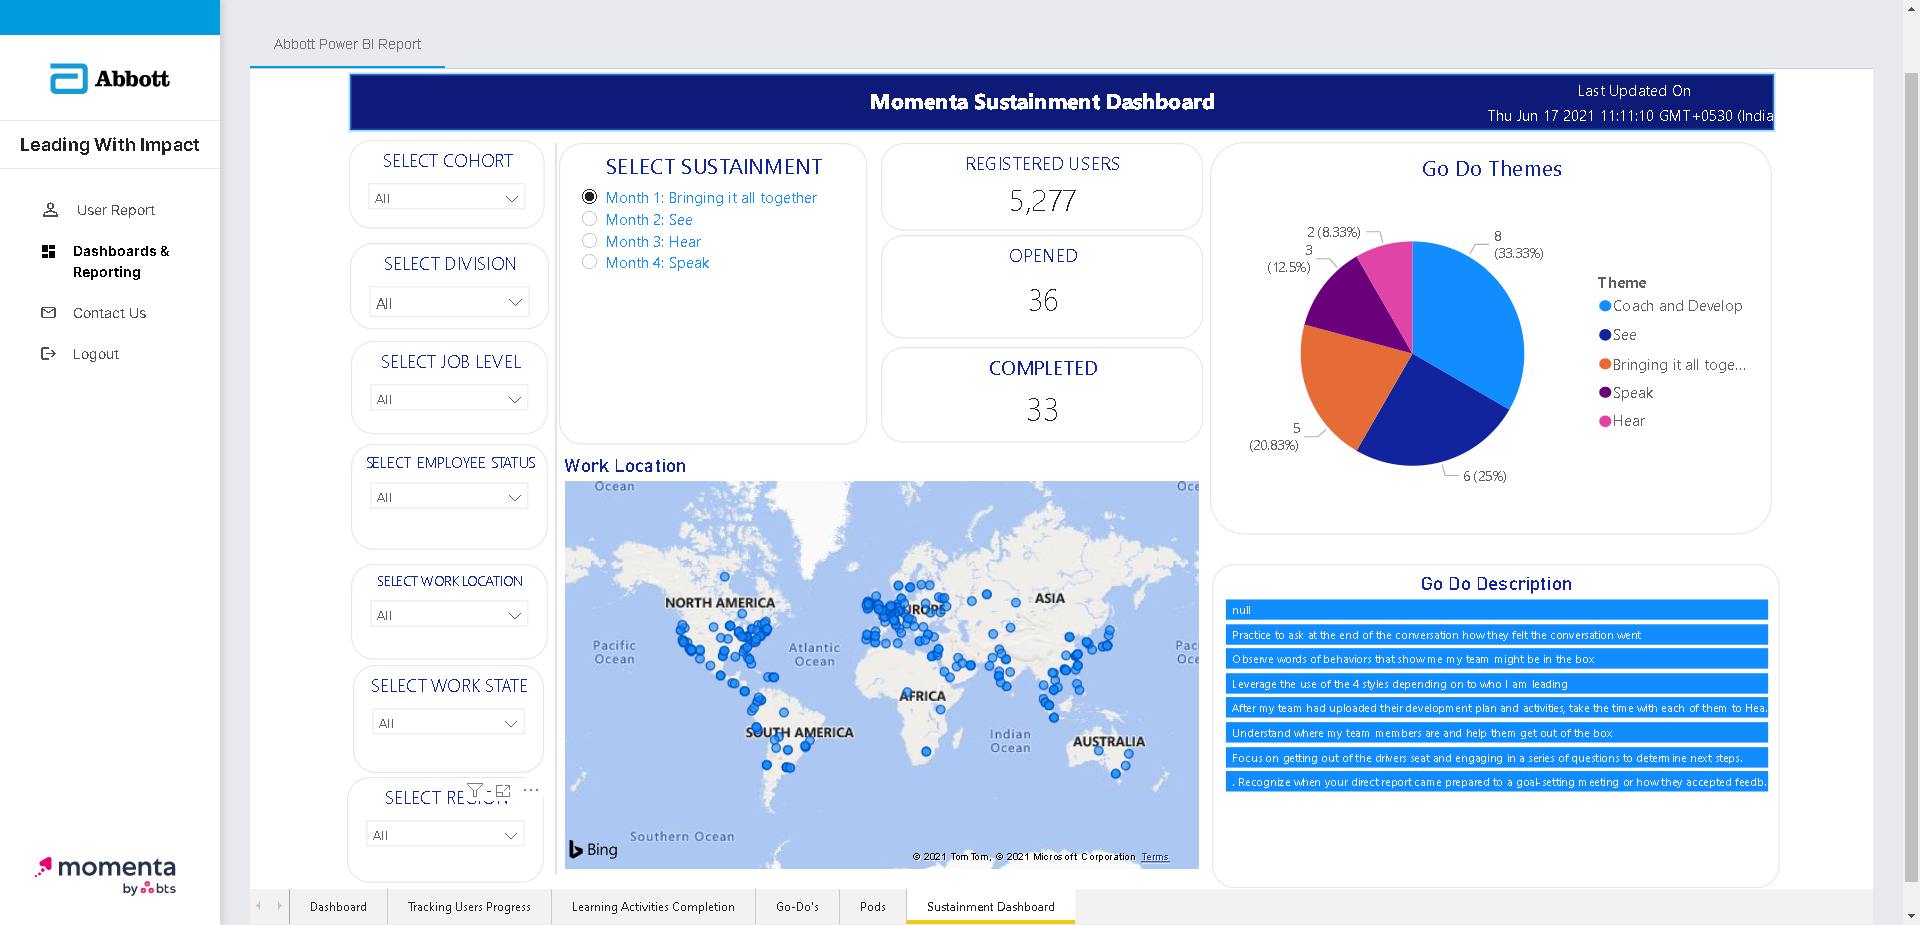 Abbott
Leading With Impact
User Report
Dashboards &
Reporting
Contact Us
Logout
momenta
by bts
Abbott Power BI Report
Momenta Sustainment Dashboard
Last Updated On
Thu Jun 17 2021 11:11:10 GMT+0530 (India
SELECT COHORT
All
SELECT DIVISION
All
SELECT JOB LEVEL
All
SELECT EMPLOYEE STATUS
All
SELECT WORK LOCATION
All
SELECT WORK STATE
All
SELECT REGION
All
SELECT SUSTAINMENT
Month 1: Bringing it all together
Month 2: See
Month 3: Hear
Month 4: Speak
REGISTERED USERS
5,277
OPENED
36
COMPLETED
33
Work Location
Ocean
Oce
NORTH AMERICA
EUROPE
ASIA
Pacific
Ocean
Atlantic
Ocean
Pac
Oce
AFRICA
SOUTH AMERICA
Indian
Ocean
AUSTRALIA
Southern Ocean
Bing
© 2021 TomTom, © 2021 Microsoft Corporation Terms
Go Do Themes
2 (8.33%)
3
(12.5%)
8
(33.33%)
5
(20.83%)
6 (25%)
Theme
Coach and Develop
See
Bringing it all toge...
Speak
Hear
Go Do Description
null
Practice to ask at the end of the conversation how they felt the conversation went
Observe words of behaviors that show me my team might be in the box
Leverage the use of the 4 styles depending on to who I am leading
After my team had uploaded their development plan and activities, take the time with each of them to Hea.
Understand where my team members are and help them get out of the box
Focus on getting out of the drivers seat and engaging in a series of questions to determine next steps.
. Recognize when your direct report came prepared to a goal-setting meeting or how they accepted feedb.
Dashboard
Tracking Users Progress
Learning Activities Completion
Go-Do's
Pods
Sustainment Dashboard